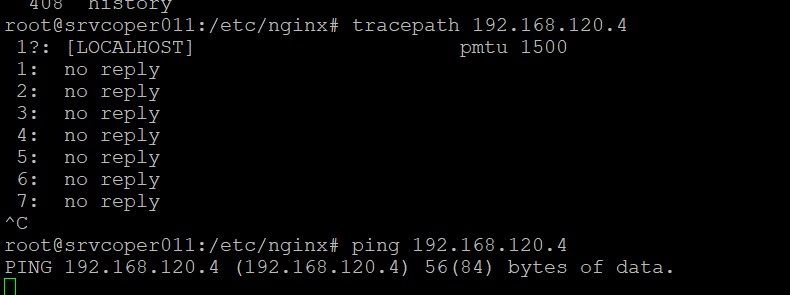 408  history
root@srvcoper011:/etc/nginx# tracepath 192.168.120.4
 1?: [LOCALHOST]                      pmtu 1500
 1:  no reply
 2:  no reply
 3:  no reply
 4:  no reply
 5:  no reply
 6:  no reply
 7:  no reply
^C
root@srvcoper011:/etc/nginx# ping 192.168.120.4
PING 192.168.120.4 (192.168.120.4) 56(84) bytes of data.